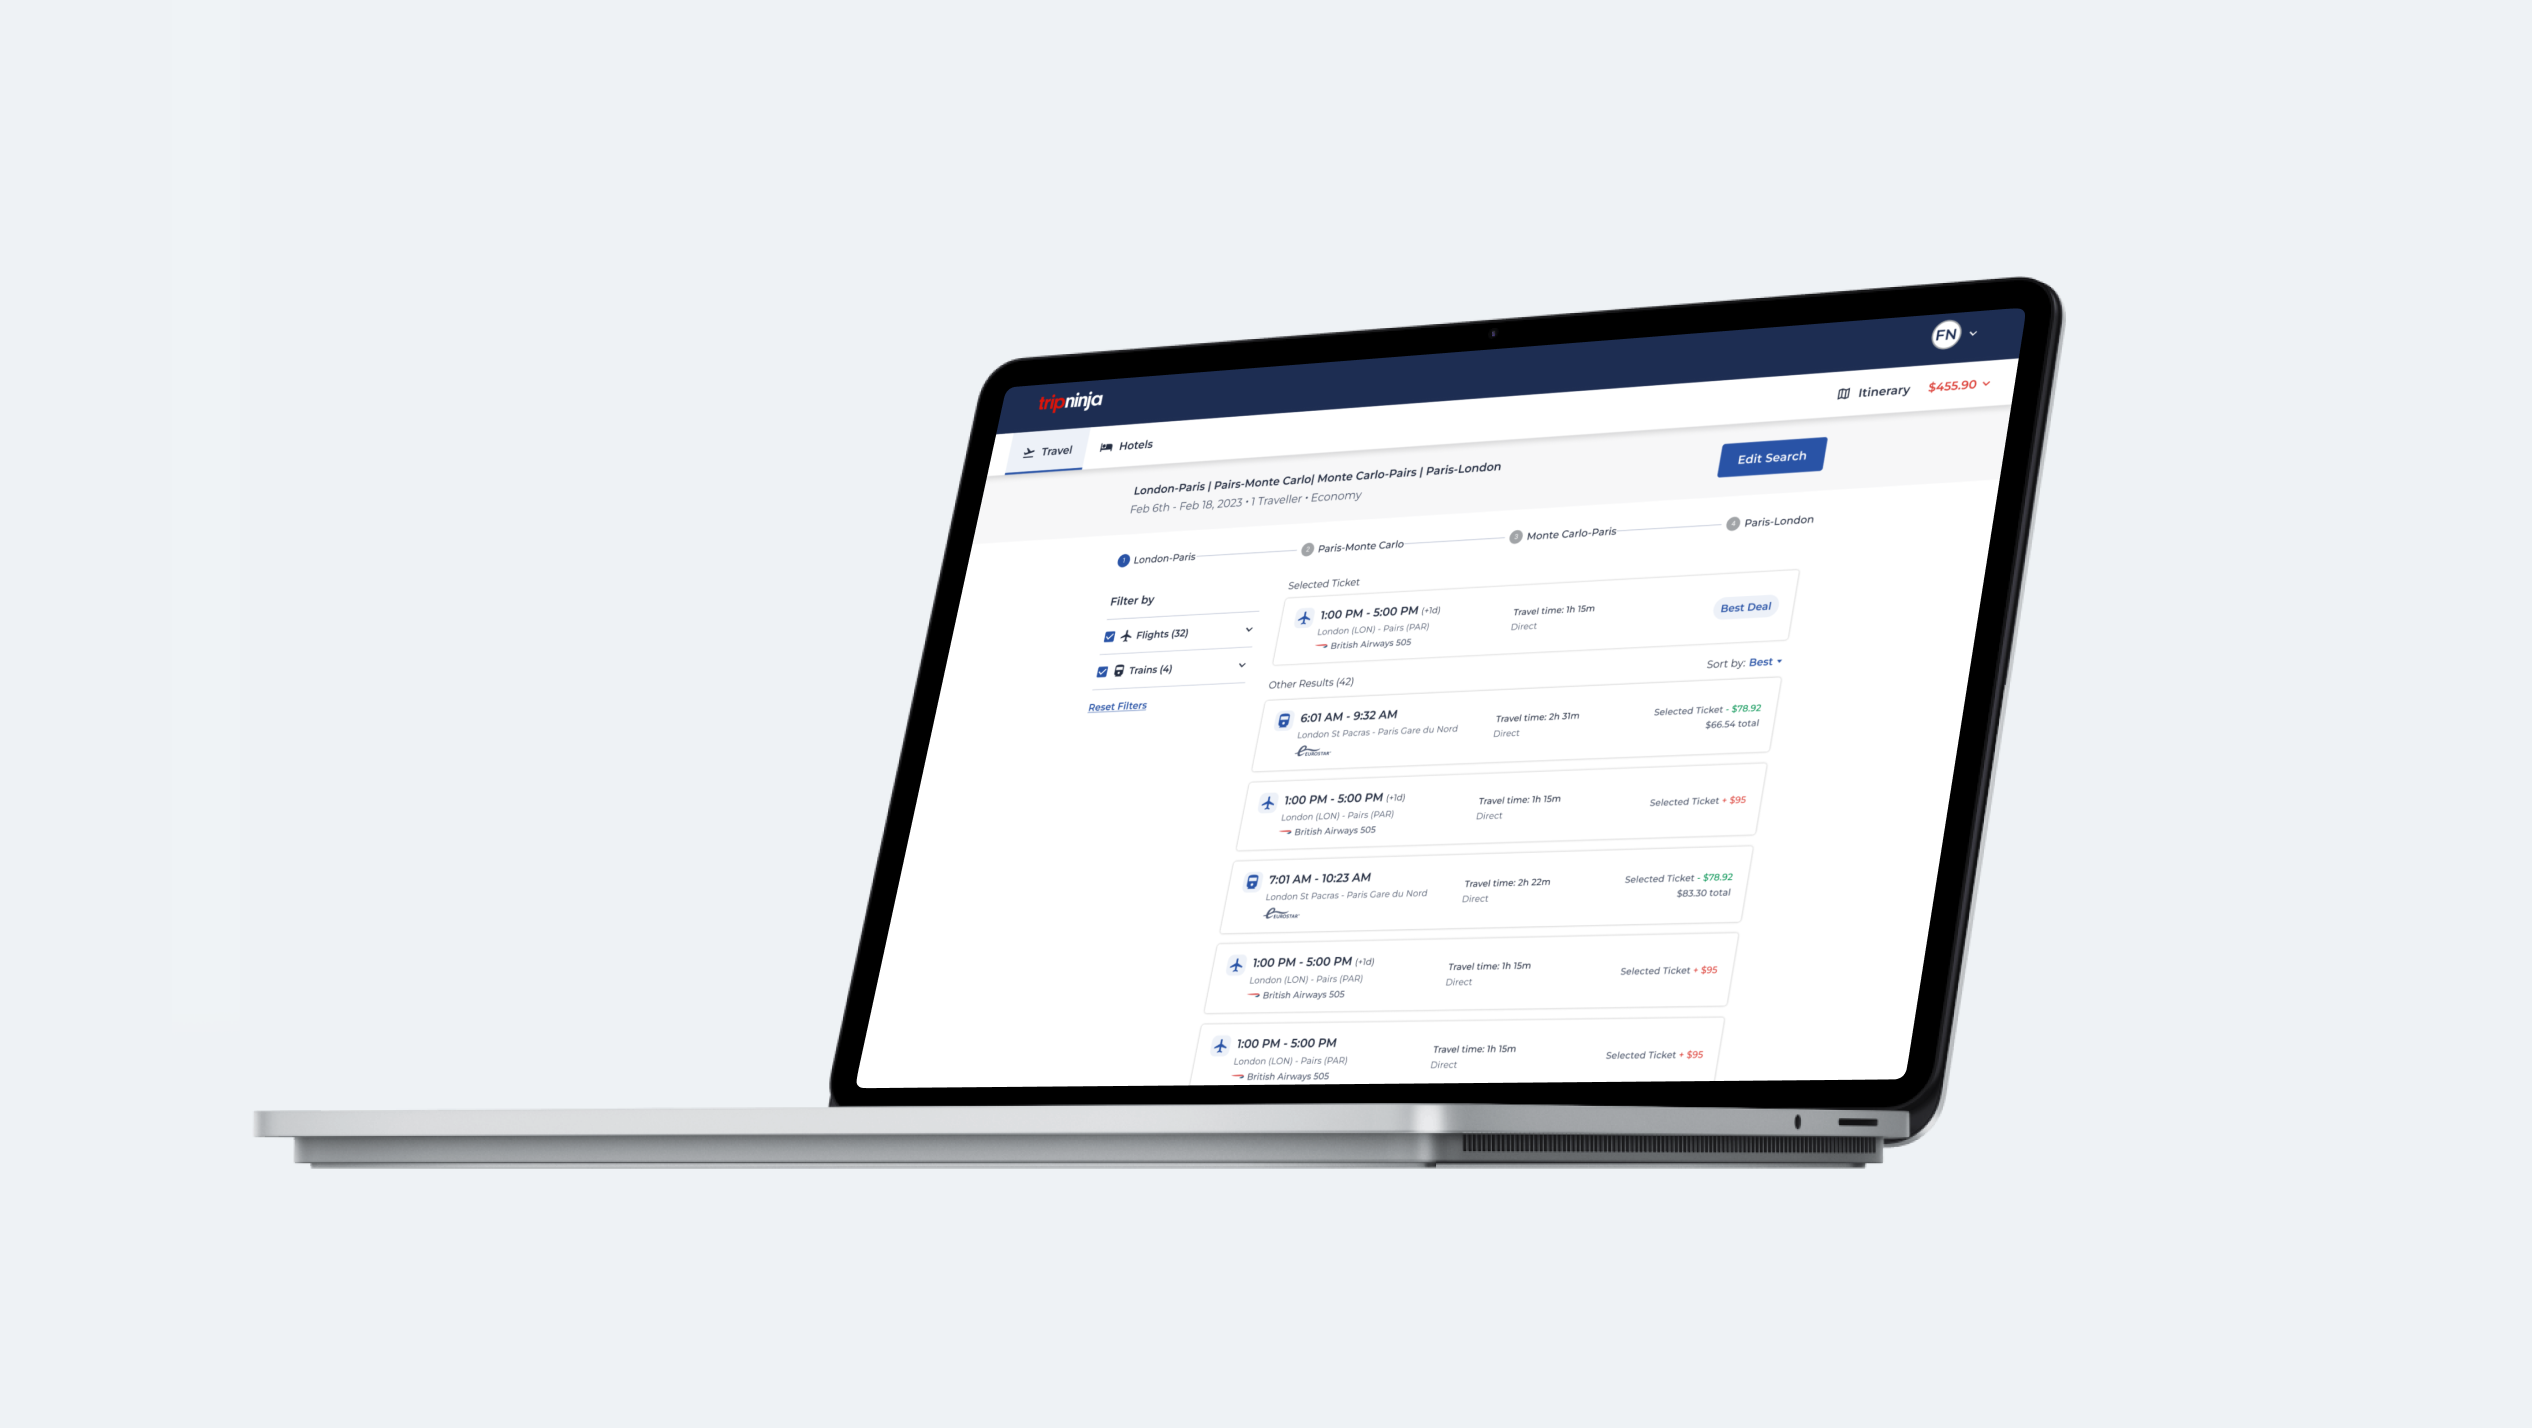 tripninja
FN
Travel
Hotels
Itinerary
$455.90
London-Paris | Pairs-Monte Carlo| Monte Carlo-Pairs | Paris-London
Feb 6th - Feb 18, 2023 • 1 Traveller • Economy
Edit Search
1 London-Paris
2 Paris-Monte Carlo
3 Monte Carlo-Paris
4 Paris-London
Filter by
Flights (32)
Trains (4)
Reset Filters
Selected Ticket
1:00 PM - 5:00 PM (+1d)
London (LON) - Pairs (PAR)
British Airways 505
Travel time: 1h 15m
Direct
Best Deal
Other Results (42)
Sort by: Best
6:01 AM - 9:32 AM
London St Pacras - Paris Gare du Nord
EUROSTAR
Travel time: 2h 31m
Direct
Selected Ticket - $78.92
$66.54 total
1:00 PM - 5:00 PM (+1d)
London (LON) - Pairs (PAR)
British Airways 505
Travel time: 1h 15m
Direct
Selected Ticket + $95
7:01 AM - 10:23 AM
London St Pacras - Paris Gare du Nord
EUROSTAR
Travel time: 2h 22m
Direct
Selected Ticket - $78.92
$83.30 total
1:00 PM - 5:00 PM (+1d)
London (LON) - Pairs (PAR)
British Airways 505
Travel time: 1h 15m
Direct
Selected Ticket + $95
1:00 PM - 5:00 PM
London (LON) - Pairs (PAR)
British Airways 505
Travel time: 1h 15m
Direct
Selected Ticket + $95